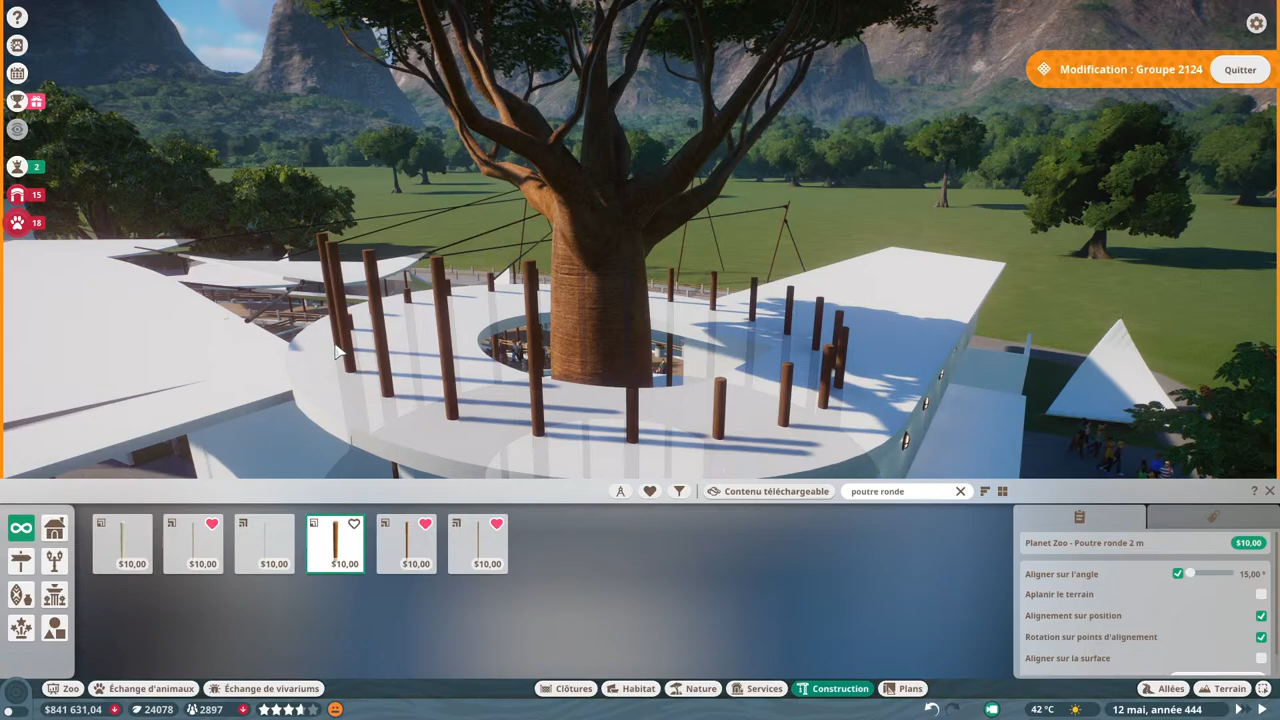 ?
Modification : Groupe 2124
Quitter
2
15
18
Contenu téléchargeable
poutre ronde
?
$10,00
$10,00
$10,00
$10,00
$10,00
$10,00
Planet Zoo - Poutre ronde 2 m
$10,00
Aligner sur l'angle
15,00 °
Aplanir le terrain
Alignement sur position
Rotation sur points d'alignement
Aligner sur la surface
Zoo
Échange d'animaux
Échange de vivariums
Clôtures
Habitat
Nature
Services
Construction
Plans
Allées
Terrain
$841 631,04
24078
2897
42 °C
12 mai, année 444